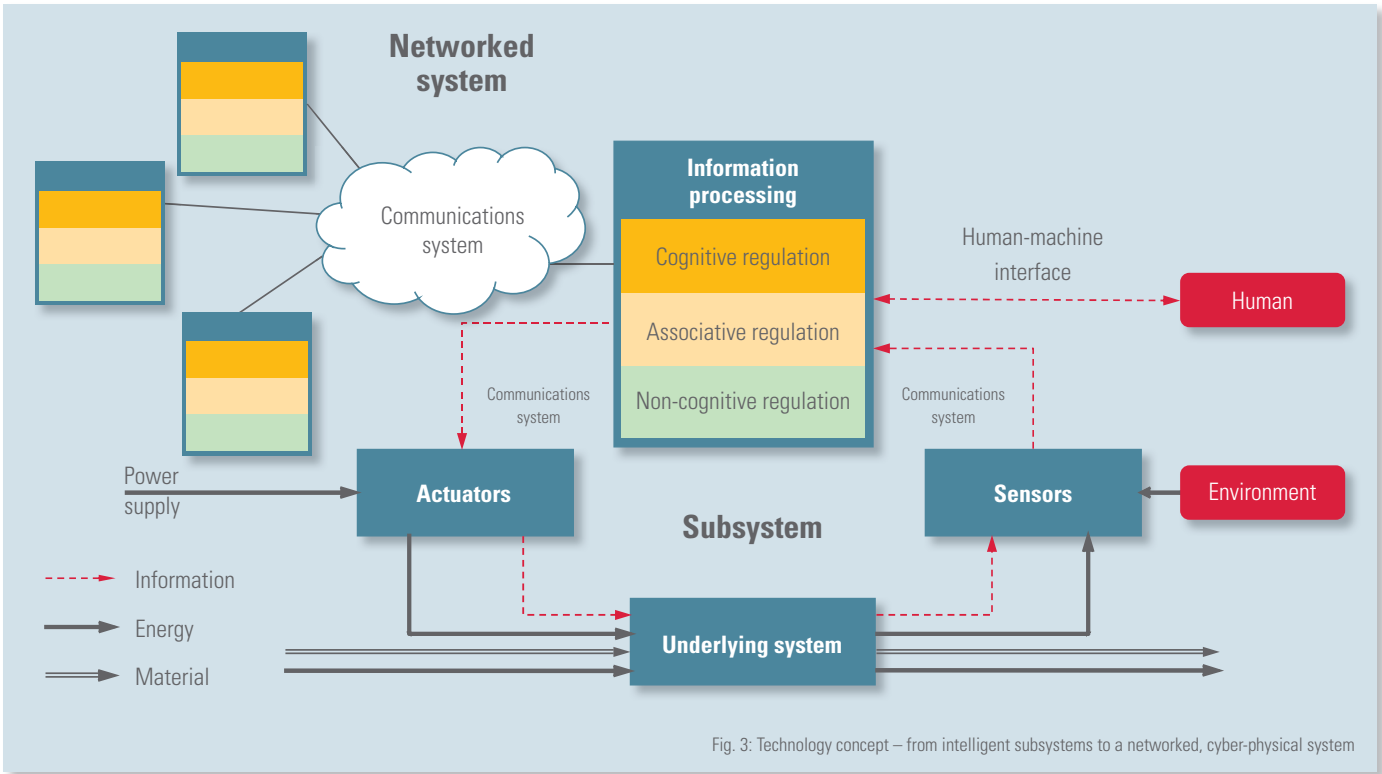 Networked
system
Communications
system
Information
processing
Cognitive regulation
Associative regulation
Non-cognitive regulation
Human-machine
interface
Human
Communications
system
Communications
system
Power
supply
Actuators
Sensors
Environment
Subsystem
Information
Energy
Material
Underlying system
Fig. 3: Technology concept – from intelligent subsystems to a networked, cyber-physical system